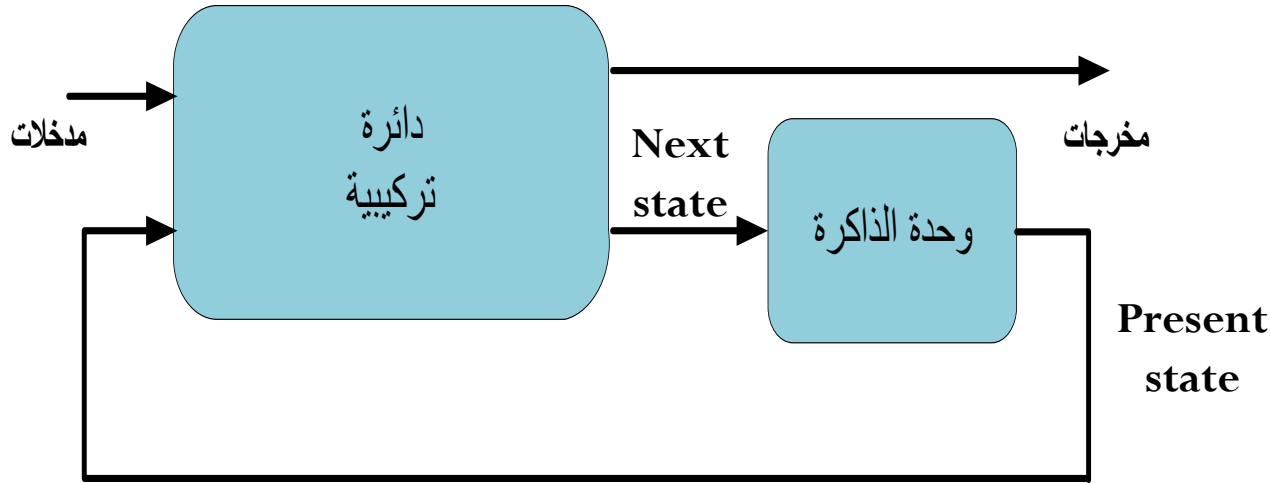 مدخلات
دائرة
تركيبية
Next
state
وحدة الذاكرة
مخرجات
Present
state